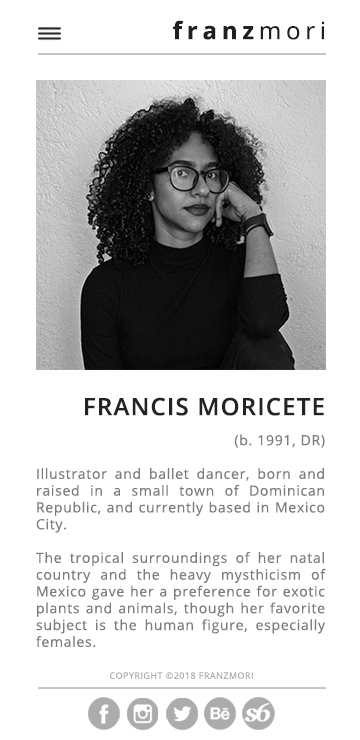 franzmori
FRANCIS MORICETE
(b. 1991, DR)
Illustrator and ballet dancer, born and
raised in a small town of Dominican
Republic, and currently based in Mexico
City.
The tropical surroundings of her natal
country and the heavy mysthicism of
Mexico gave her a preference for exotic
plants and animals, though her favorite
subject is the human figure, especially
females.
COPYRIGHT ©2018 FRANZMORI
f Bē s6